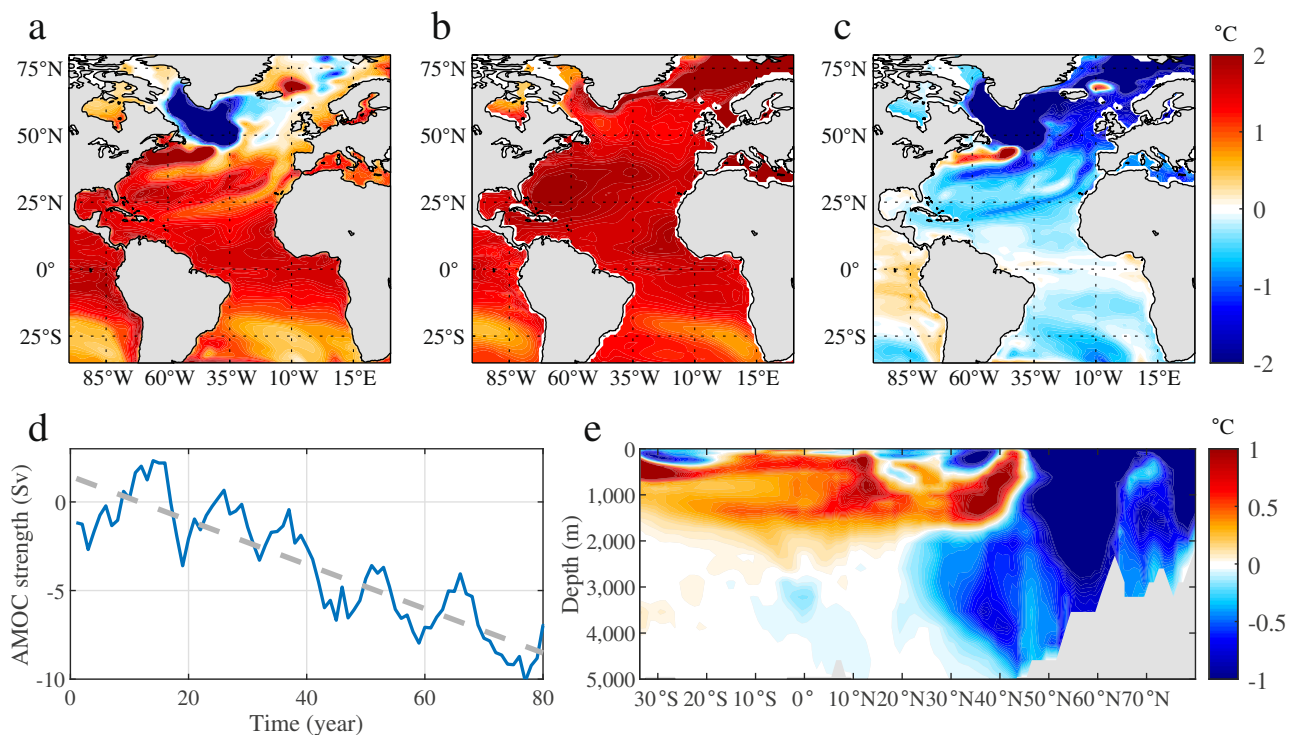 a b c °C
75°N 75°N 75°N 2
50°N 50°N 50°N 1
25°N 25°N 25°N
0° 0° 0° 0
25°S 25°S 25°S -1
-2
85°W 60°W 35°W 10°W 15°E 85°W 60°W 35°W 10°W 15°E 85°W 60°W 35°W 10°W 15°E
d
AMOC strength (Sv)
0
-5
-10
0 20 40 60 80
Time (year)
e °C
Depth (m)
0
1,000
2,000
3,000
4,000
5,000
30°S 20°S 10°S 0° 10°N 20°N 30°N 40°N 50°N 60°N 70°N
1
0.5
0
-0.5
-1